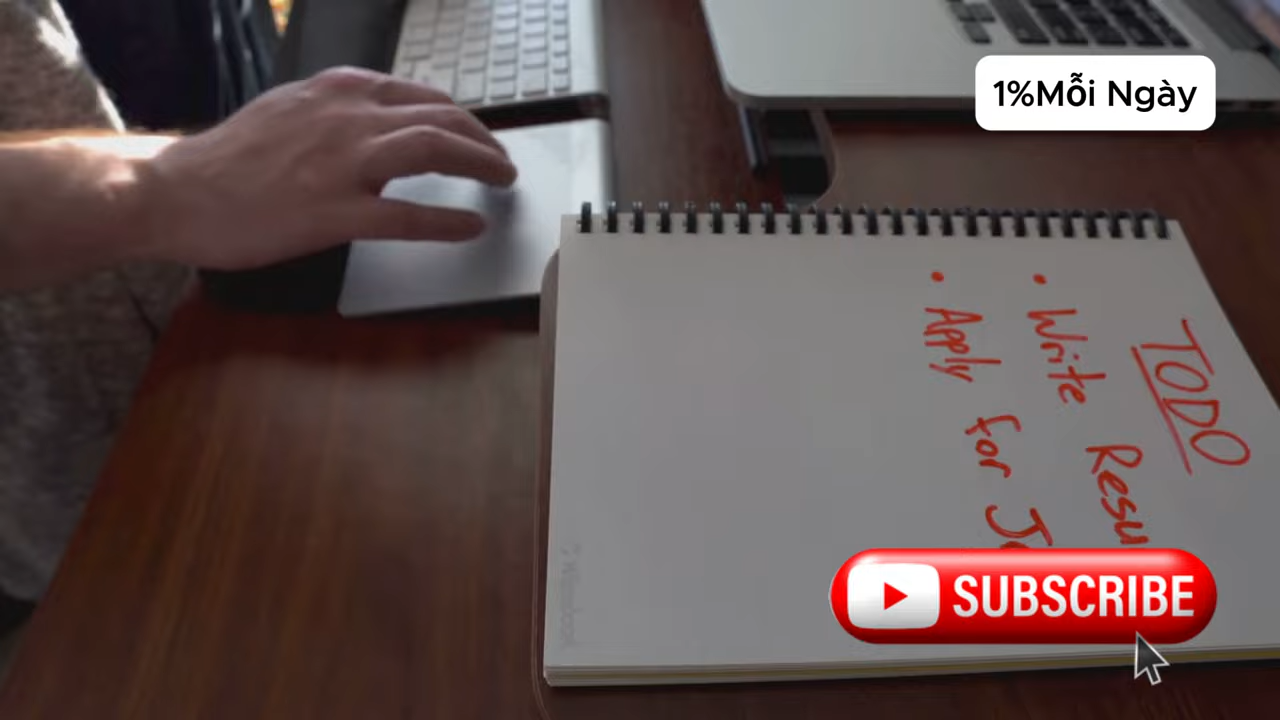 1%Mỗi Ngày
TODO
• Write Resu
• Apply for
SUBSCRIBE